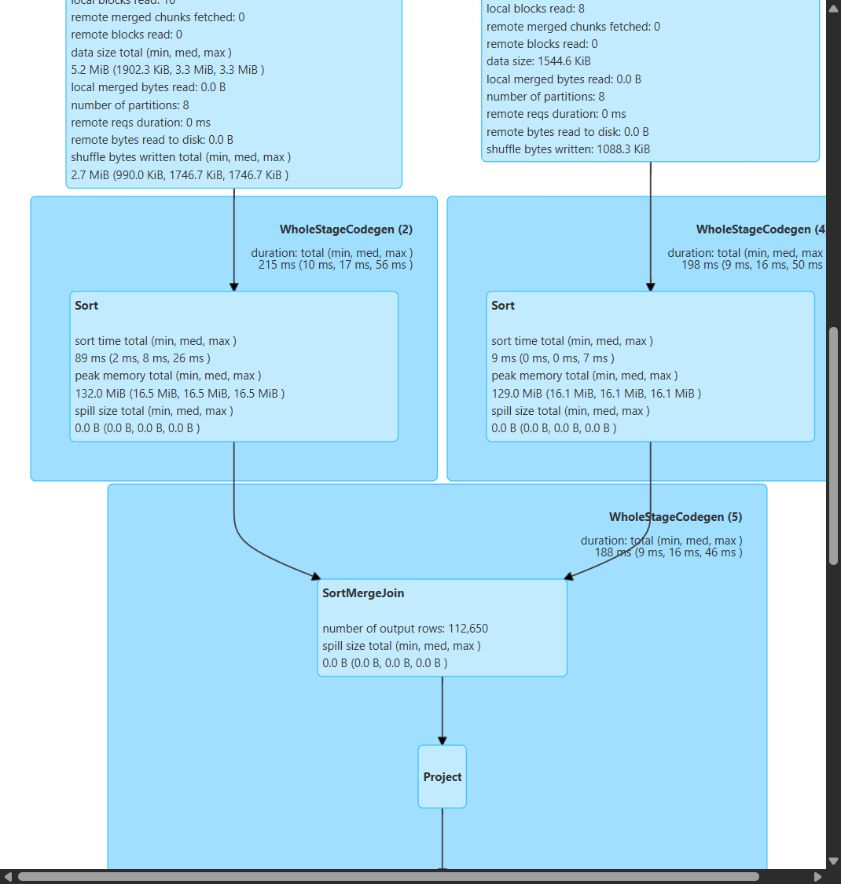 local blocks read: 10
remote merged chunks fetched: 0
remote blocks read: 0
data size total (min, med, max )
5.2 MiB (1902.3 KiB, 3.3 MiB, 3.3 MiB )
local merged bytes read: 0.0 B
number of partitions: 8
remote reqs duration: 0 ms
remote bytes read to disk: 0.0 B
shuffle bytes written total (min, med, max )
2.7 MiB (990.0 KiB, 1746.7 KiB, 1746.7 KiB )
local blocks read: 8
remote merged chunks fetched: 0
remote blocks read: 0
data size: 1544.6 KiB
local merged bytes read: 0.0 B
number of partitions: 8
remote reqs duration: 0 ms
remote bytes read to disk: 0.0 B
shuffle bytes written: 1088.3 KiB
WholeStageCodegen (2)
duration: total (min, med, max )
215 ms (10 ms, 17 ms, 56 ms )
Sort
sort time total (min, med, max )
89 ms (2 ms, 8 ms, 26 ms )
peak memory total (min, med, max )
132.0 MiB (16.5 MiB, 16.5 MiB, 16.5 MiB )
spill size total (min, med, max )
0.0 B (0.0 B, 0.0 B, 0.0 B )
WholeStageCodegen (4
duration: total (min, med, max
198 ms (9 ms, 16 ms, 50 ms
Sort
sort time total (min, med, max )
9 ms (0 ms, 0 ms, 7 ms )
peak memory total (min, med, max )
129.0 MiB (16.1 MiB, 16.1 MiB, 16.1 MiB )
spill size total (min, med, max )
0.0 B (0.0 B, 0.0 B, 0.0 B )
WholeStageCodegen (5)
duration: total (min, med, max )
188 ms (9 ms, 16 ms, 46 ms )
SortMergeJoin
number of output rows: 112,650
spill size total (min, med, max )
0.0 B (0.0 B, 0.0 B, 0.0 B )
Project